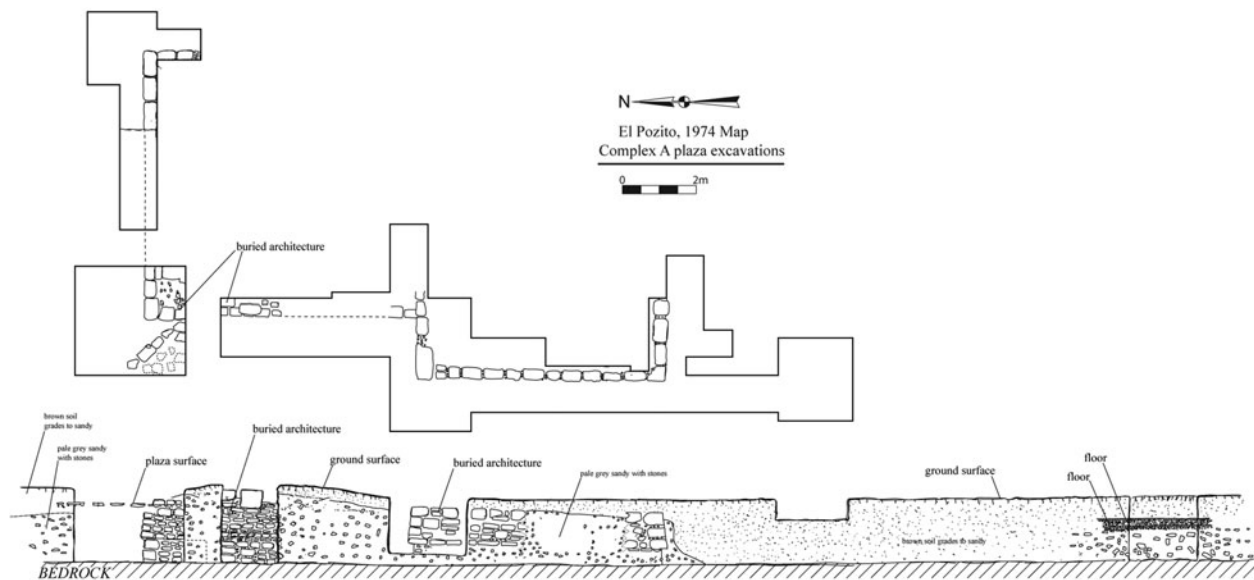 N
El Pozito, 1974 Map
Complex A plaza excavations
0 2m
buried architecture
brown soil
grades to sandy
pale grey sandy
with stones
plaza surface
buried architecture
ground surface
buried architecture
pale grey sandy with stones
ground surface
floor
floor
brown soil grades to sandy
BEDROCK